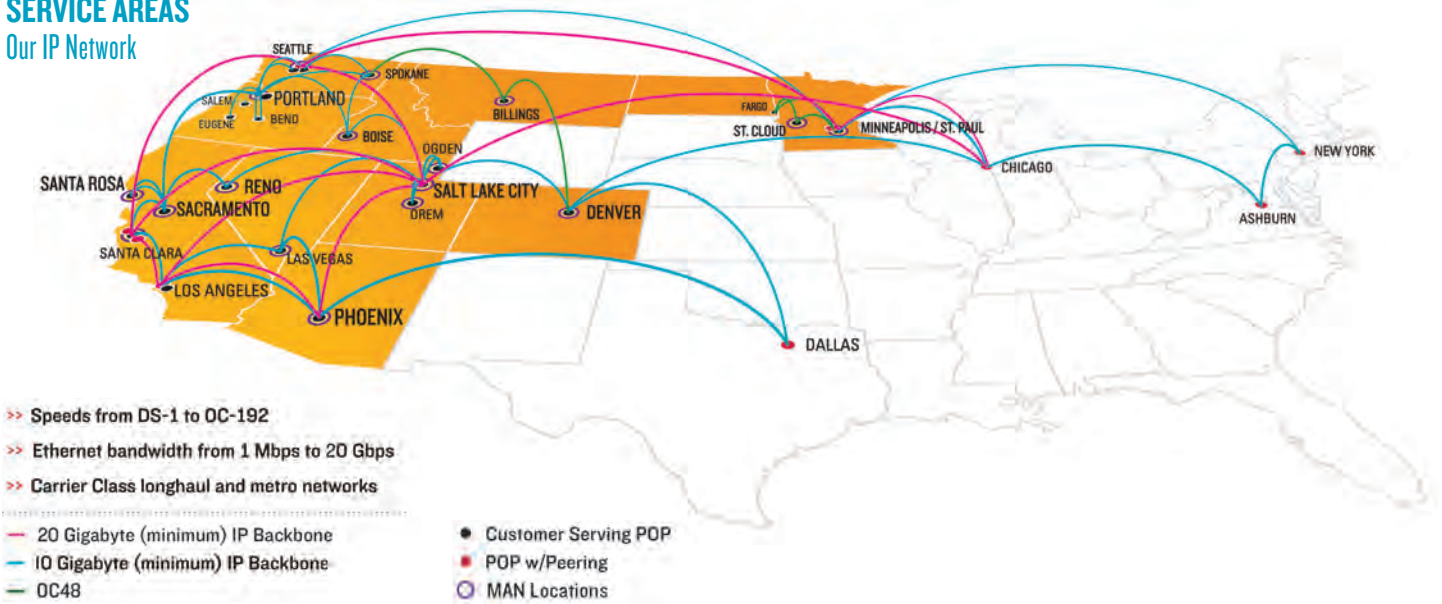 SERVICE AREAS
Our IP Network
SEATTLE
SPOKANE
SALEM
PORTLAND
EUGENE
BEND
BILLINGS
BOISE
FARGO
ST. CLOUD
MINNEAPOLIS / ST. PAUL
OGDEN
CHICAGO
NEW YORK
SANTA ROSA
RENO
SALT LAKE CITY
SACRAMENTO
OREM
DENVER
ASHBURN
SANTA CLARA
LAS VEGAS
LOS ANGELES
PHOENIX
DALLAS
>> Speeds from DS-1 to OC-192
>> Ethernet bandwidth from 1 Mbps to 20 Gbps
>> Carrier Class longhaul and metro networks
20 Gigabyte (minimum) IP Backbone
10 Gigabyte (minimum) IP Backbone
OC48
Customer Serving POP
POP w/Peering
MAN Locations